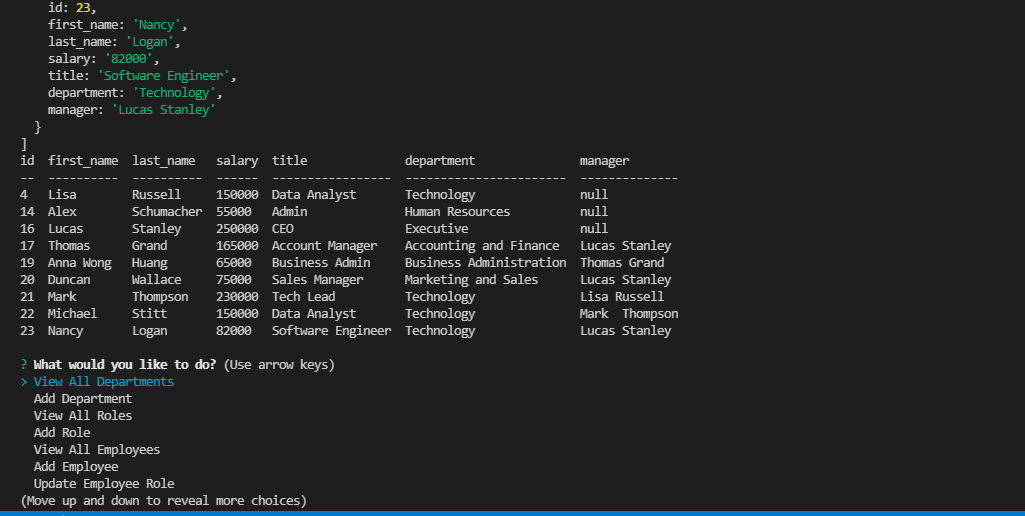 id: 23,
first_name: 'Nancy',
last_name: 'Logan',
salary: '82000',
title: 'Software Engineer',
department: 'Technology',
manager: 'Lucas Stanley'
}
]
id  first_name  last_name   salary  title              department               manager
--  ----------  ----------  ------  -----------------  -----------------------  --------------
4   Lisa        Russell     150000  Data Analyst       Technology               null
14  Alex        Schumacher  55000   Admin              Human Resources          null
16  Lucas       Stanley     250000  CEO                Executive                null
17  Thomas      Grand       165000  Account Manager    Accounting and Finance   Lucas Stanley
19  Anna Wong   Huang       65000   Business Admin     Business Administration  Thomas Grand
20  Duncan      Wallace     75000   Sales Manager      Marketing and Sales      Lucas Stanley
21  Mark        Thompson    230000  Tech Lead          Technology               Lisa Russell
22  Michael     Stitt       150000  Data Analyst       Technology               Mark  Thompson
23  Nancy       Logan       82000   Software Engineer  Technology               Lucas Stanley
? What would you like to do? (Use arrow keys)
> View All Departments
Add Department
View All Roles
Add Role
View All Employees
Add Employee
Update Employee Role
(Move up and down to reveal more choices)